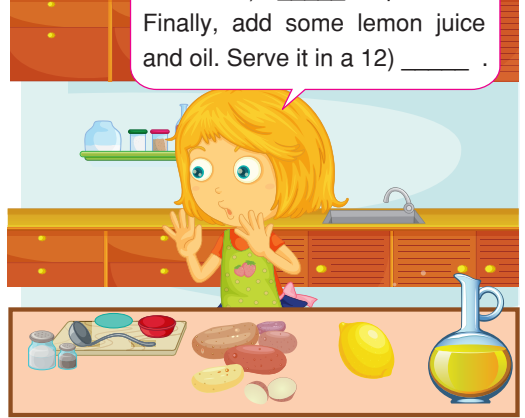 Finally, add some lemon juice
and oil. Serve it in a 12) _____ .